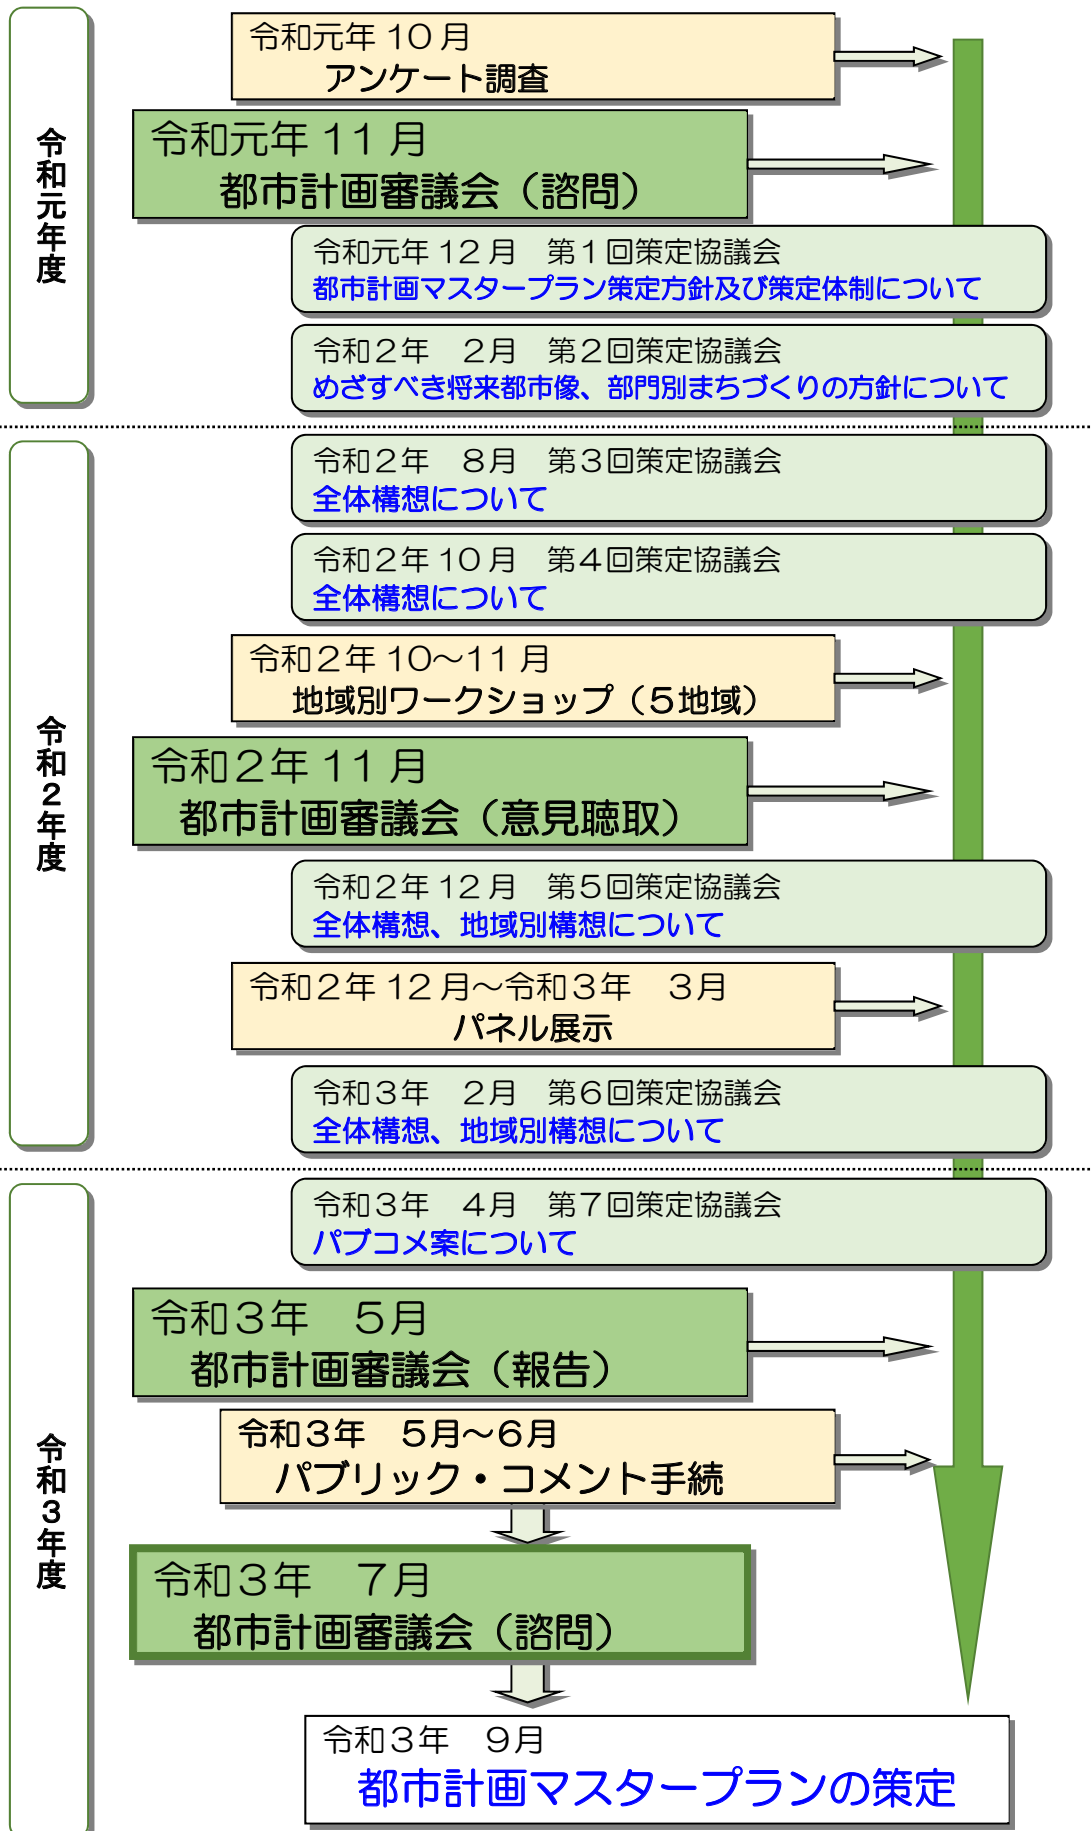 令和元年度
令和元年 10 月
アンケート調査
令和元年 11 月
都市計画審議会（諮問）
令和元年 12 月　第１回策定協議会
都市計画マスタープラン策定方針及び策定体制について
令和２年　２月　第２回策定協議会
めざすべき将来都市像、部門別まちづくりの方針について
令和２年度
令和２年　８月　第３回策定協議会
全体構想について
令和２年 10 月　第４回策定協議会
全体構想について
令和２年 10～11 月
地域別ワークショップ（５地域）
令和２年 11 月
都市計画審議会（意見聴取）
令和２年 12 月　第５回策定協議会
全体構想、地域別構想について
令和２年 12 月～令和３年　３月
パネル展示
令和３年　２月　第６回策定協議会
全体構想、地域別構想について
令和３年度
令和３年　４月　第７回策定協議会
パブコメ案について
令和３年　５月
都市計画審議会（報告）
令和３年　５月～６月
パブリック・コメント手続
令和３年　７月
都市計画審議会（諮問）
令和３年　９月
都市計画マスタープランの策定